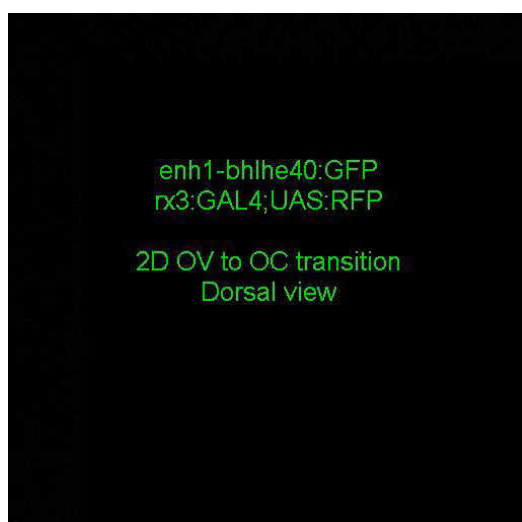 enh1-bhlhe40:GFP
rx3:GAL4;UAS:RFP
2D OV to OC transition
Dorsal view